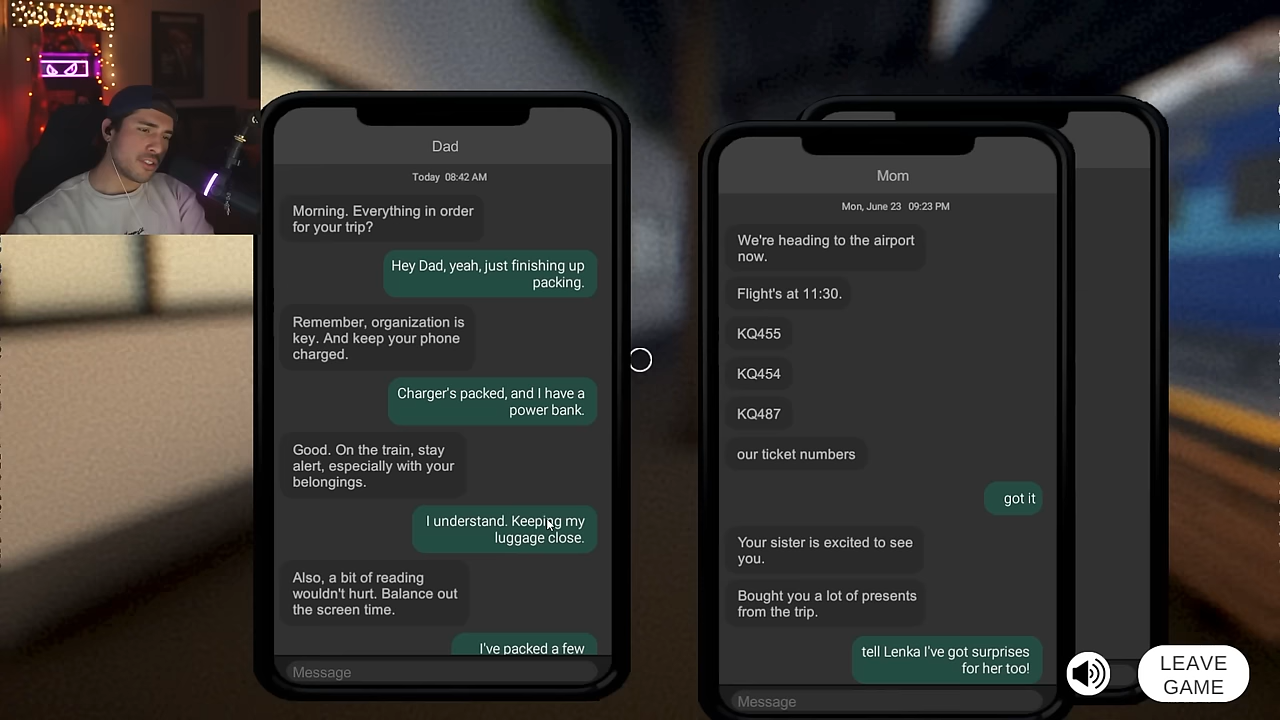 Dad
Today 08:42 AM
Morning. Everything in order
for your trip?
Hey Dad, yeah, just finishing up
packing.
Remember, organization is
key. And keep your phone
charged.
Charger's packed, and I have a
power bank.
Good. On the train, stay
alert, especially with your
belongings.
I understand. Keeping my
luggage close.
Also, a bit of reading
wouldn't hurt. Balance out
the screen time.
I've packed a few
Message
Mom
Mon, June 23 09:23 PM
We're heading to the airport
now.
Flight's at 11:30.
KQ455
KQ454
KQ487
our ticket numbers
got it
Your sister is excited to see
you.
Bought you a lot of presents
from the trip.
tell Lenka I've got surprises
for her too!
Message
LEAVE
GAME